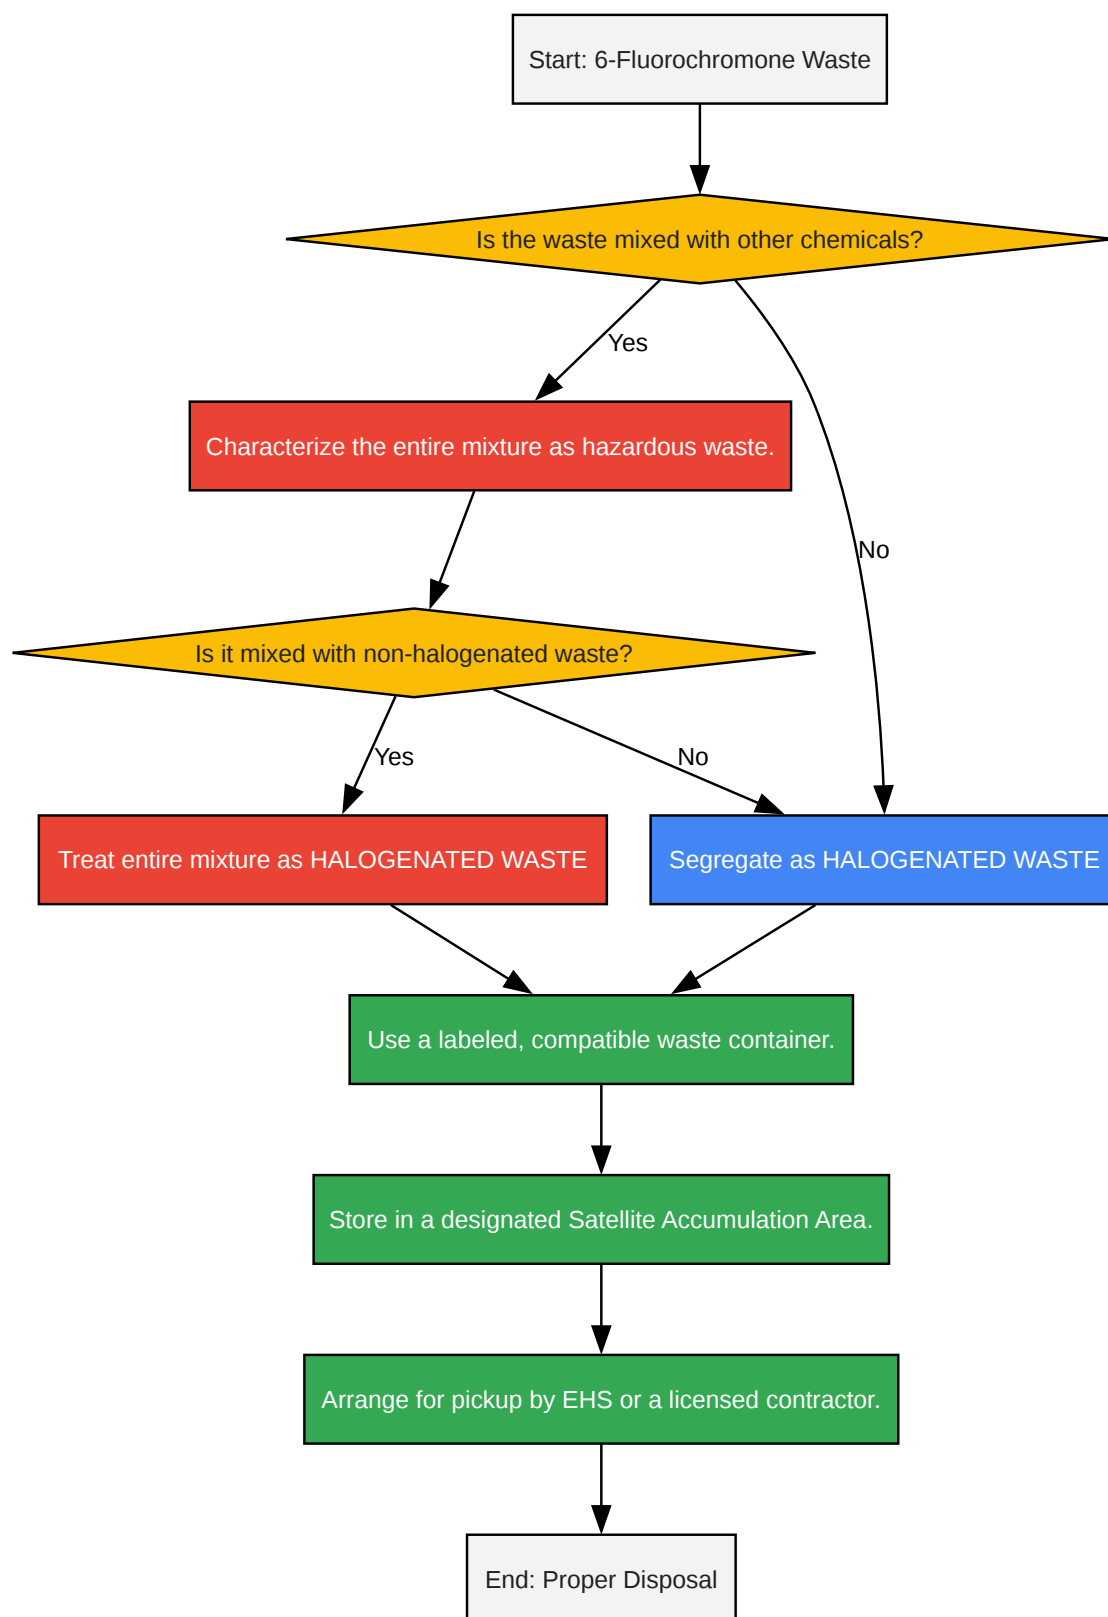 Start: 6-Fluorochromone Waste
Is the waste mixed with other chemicals?
Yes
Characterize the entire mixture as hazardous waste.
No
Is it mixed with non-halogenated waste?
Yes
No
Treat entire mixture as HALOGENATED WASTE
Segregate as HALOGENATED WASTE
Use a labeled, compatible waste container.
Store in a designated Satellite Accumulation Area.
Arrange for pickup by EHS or a licensed contractor.
End: Proper Disposal